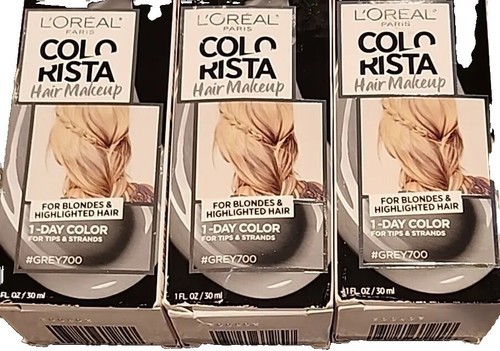 L'ORÉAL
PARIS
COLO
RISTA
Hair Makeup
FOR BLONDES &
HIGHLIGHTED HAIR
1-DAY COLOR
FOR TIPS & STRANDS
#GREY700
FL. OZ / 30 ml
L'ORÉAL
PARIS
COLO
RISTA
Hair Makeup
FOR BLONDES &
HIGHLIGHTED HAIR
1-DAY COLOR
FOR TIPS & STRANDS
#GREY700
1 FL. OZ / 30 ml
L'ORÉAL
PARIS
COLO
RISTA
Hair Makeup
FOR BLONDES &
HIGHLIGHTED HAIR
1-DAY COLOR
FOR TIPS & STRANDS
#GREY700
1 FL. OZ / 30 ml